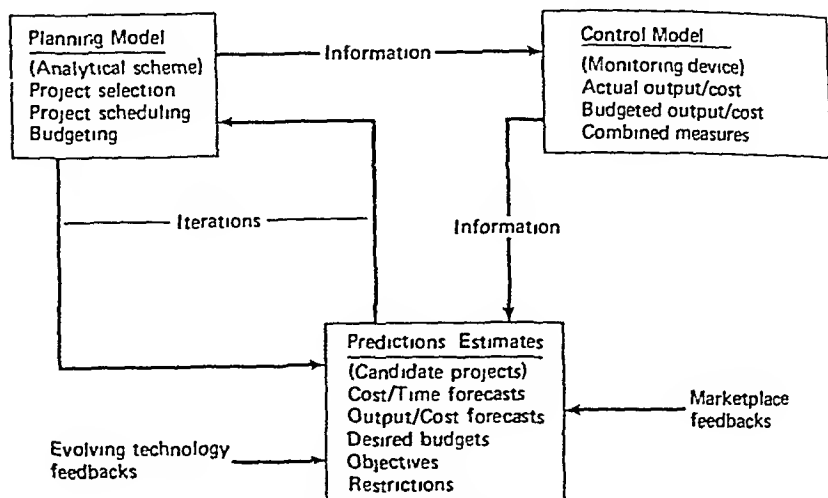 Planning Model
(Analytical scheme)
Project selection
Project scheduling
Budgeting
Information
Control Model
(Monitoring device)
Actual output/cost
Budgeted output/cost
Combined measures
Iterations
Information
Predictions Estimates
(Candidate projects)
Cost/Time forecasts
Output/Cost forecasts
Desired budgets
Objectives
Restrictions
Marketplace
feedbacks
Evolving technology
feedbacks